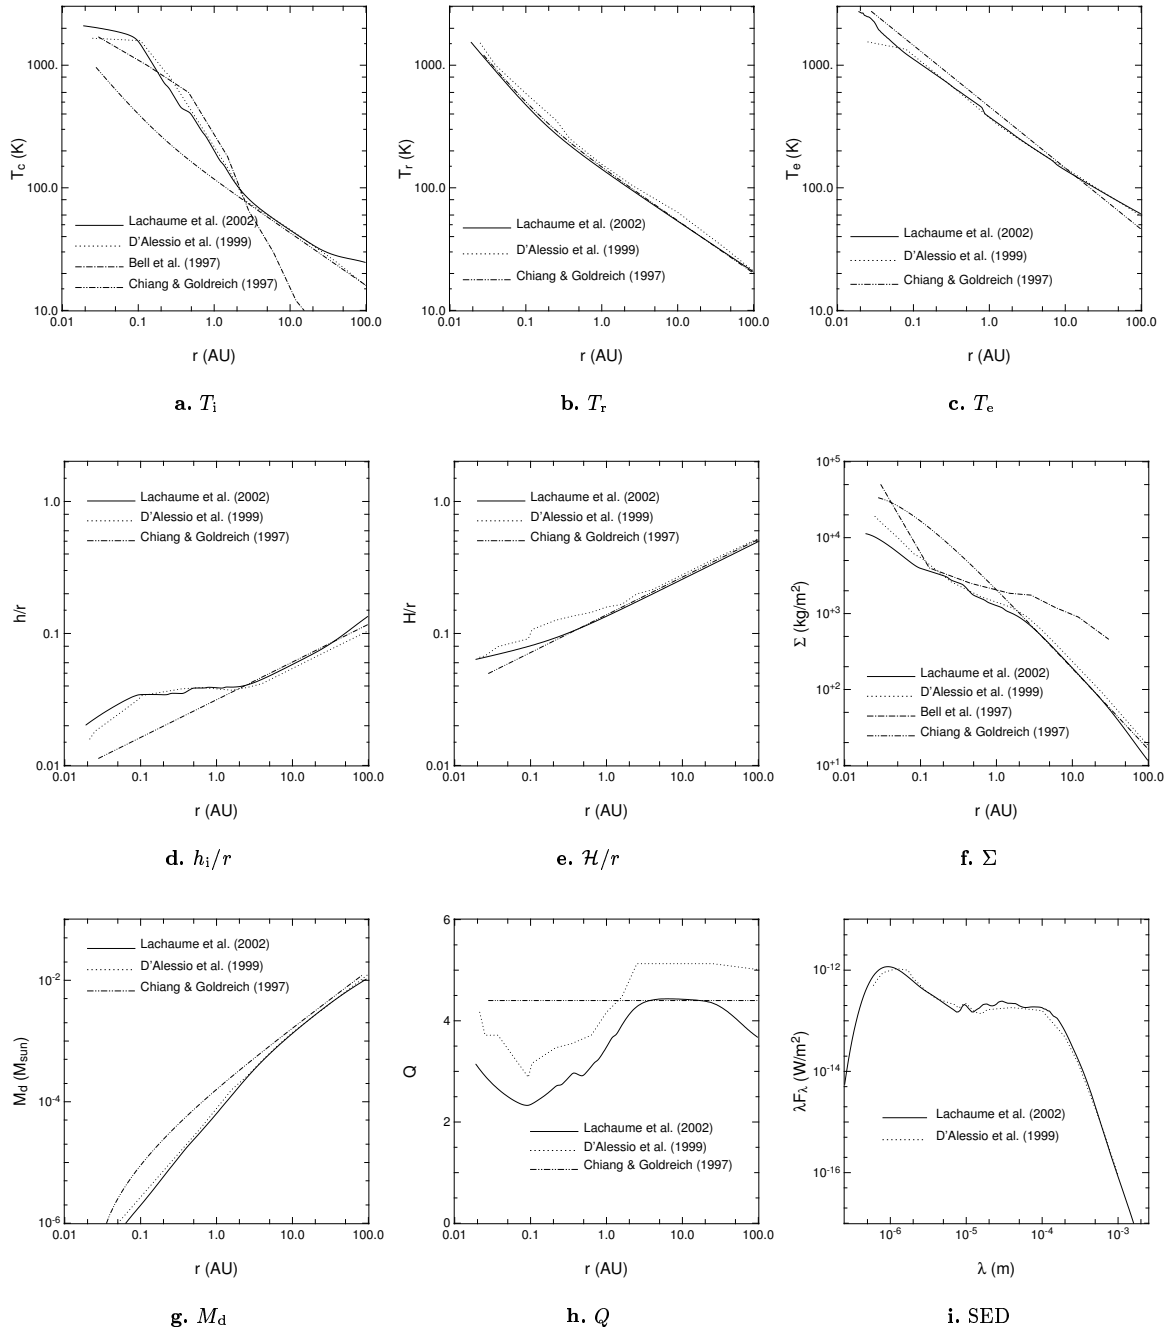 T_c (K)
1000.
100.0
10.0
Lachaume et al. (2002)
D'Alessio et al. (1999)
Bell et al. (1997)
Chiang & Goldreich (1997)
0.01 0.1 1.0 10.0 100.0
r (AU)
a. T_i
T_r (K)
1000.
100.0
10.0
Lachaume et al. (2002)
D'Alessio et al. (1999)
Chiang & Goldreich (1997)
0.01 0.1 1.0 10.0 100.0
r (AU)
b. T_r
T_e (K)
1000.
100.0
10.0
Lachaume et al. (2002)
D'Alessio et al. (1999)
Chiang & Goldreich (1997)
0.01 0.1 1.0 10.0 100.0
r (AU)
c. T_e
h/r
1.0
0.1
0.01
Lachaume et al. (2002)
D'Alessio et al. (1999)
Chiang & Goldreich (1997)
0.01 0.1 1.0 10.0 100.0
r (AU)
d. h_i/r
H/r
1.0
0.1
0.01
Lachaume et al. (2002)
D'Alessio et al. (1999)
Chiang & Goldreich (1997)
0.01 0.1 1.0 10.0 100.0
r (AU)
e. ℋ/r
Σ (kg/m²)
10^+5
10^+4
10^+3
10^+2
10^+1
Lachaume et al. (2002)
D'Alessio et al. (1999)
Bell et al. (1997)
Chiang & Goldreich (1997)
0.01 0.1 1.0 10.0 100.0
r (AU)
f. Σ
M_d (M_sun)
10^-2
10^-4
10^-6
Lachaume et al. (2002)
D'Alessio et al. (1999)
Chiang & Goldreich (1997)
0.01 0.1 1.0 10.0 100.0
r (AU)
g. M_d
Q
6
4
2
0
Lachaume et al. (2002)
D'Alessio et al. (1999)
Chiang & Goldreich (1997)
0.01 0.1 1.0 10.0 100.0
r (AU)
h. Q
λF_λ (W/m²)
10^-12
10^-14
10^-16
Lachaume et al. (2002)
D'Alessio et al. (1999)
10^-6 10^-5 10^-4 10^-3
λ (m)
i. SED